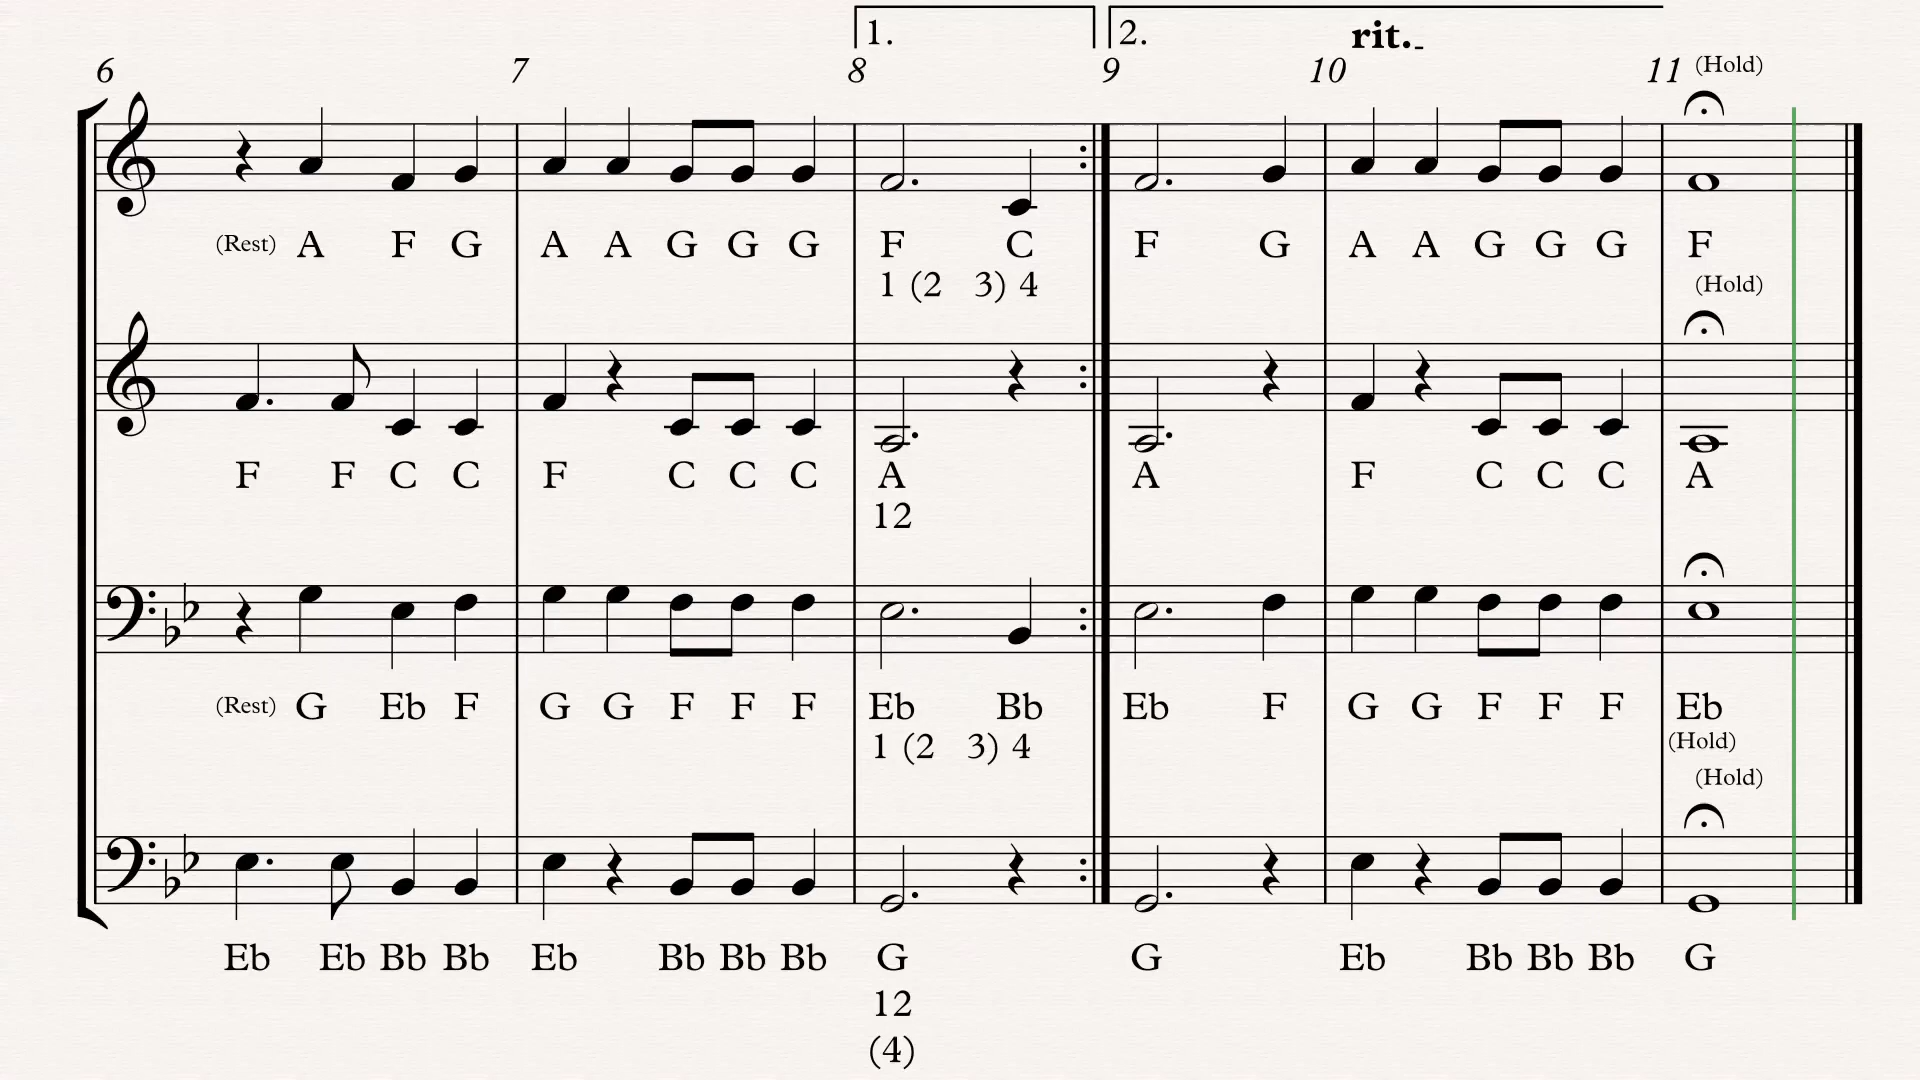 1. 2. rit.
6 7 8 9 10 11 (Hold)
(Rest) A F G A A G G G F C F G A A G G G F
1 (2 3) 4 (Hold)
F F C C F C C C A A F C C C A
12
(Rest) G Eb F G G F F F Eb Bb Eb F G G F F F Eb
1 (2 3) 4 (Hold)
(Hold)
Eb Eb Bb Bb Eb Bb Bb Bb G G Eb Bb Bb Bb G
12
(4)